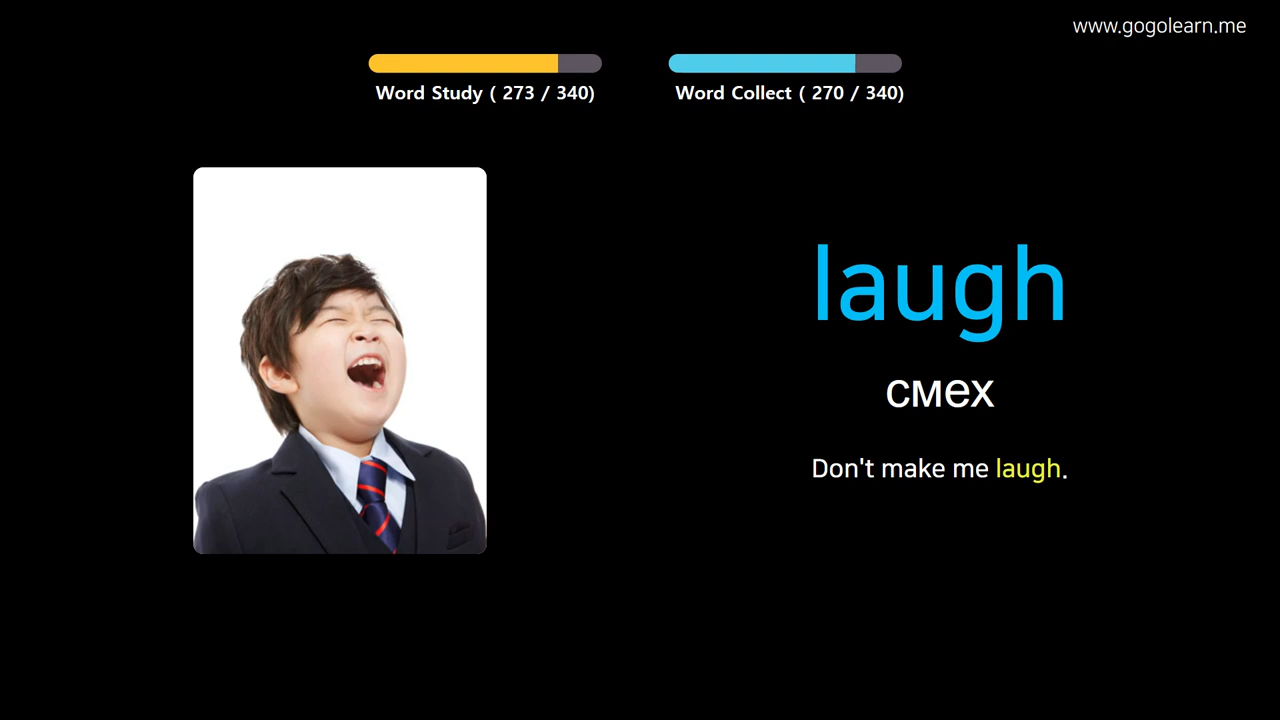 www.gogolearn.me
Word Study ( 273 / 340)
Word Collect ( 270 / 340)
laugh
смех
Don't make me laugh.